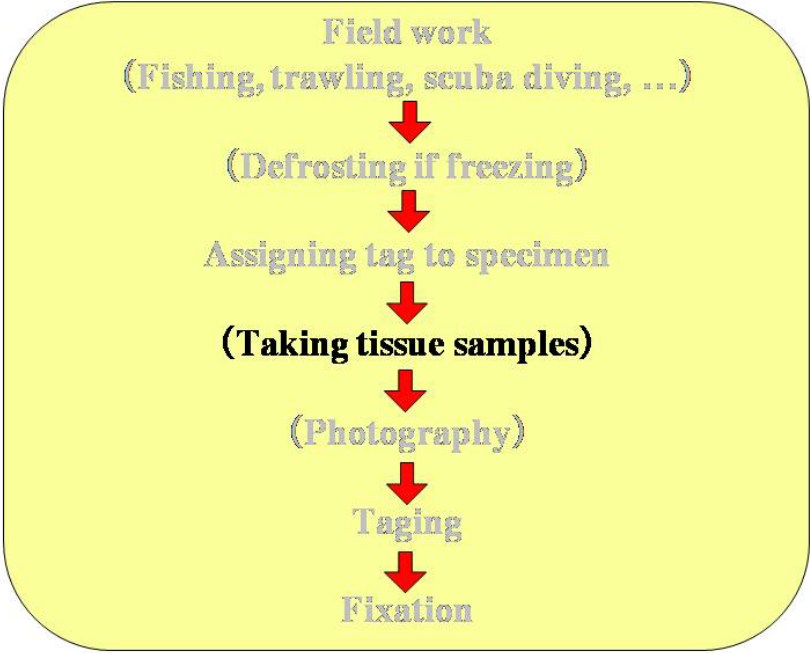 Field work
(Fishing, trawling, scuba diving, ...)
(Defrosting if freezing)
Assigning tag to specimen
(Taking tissue samples)
(Photography)
Taging
Fixation